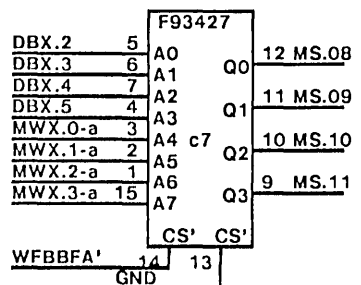 F93427
DBX.2 5 A0
DBX.3 6 A1 Q0 12 MS.08
DBX.4 7 A2
DBX.5 4 A3 Q1 11 MS.09
MWX.0-a 3 A4 c7
MWX.1-a 2 A5 Q2 10 MS.10
MWX.2-a 1 A6
MWX.3-a 15 A7 Q3 9 MS.11
CS' CS'
WFBBFA' 14 13
GND